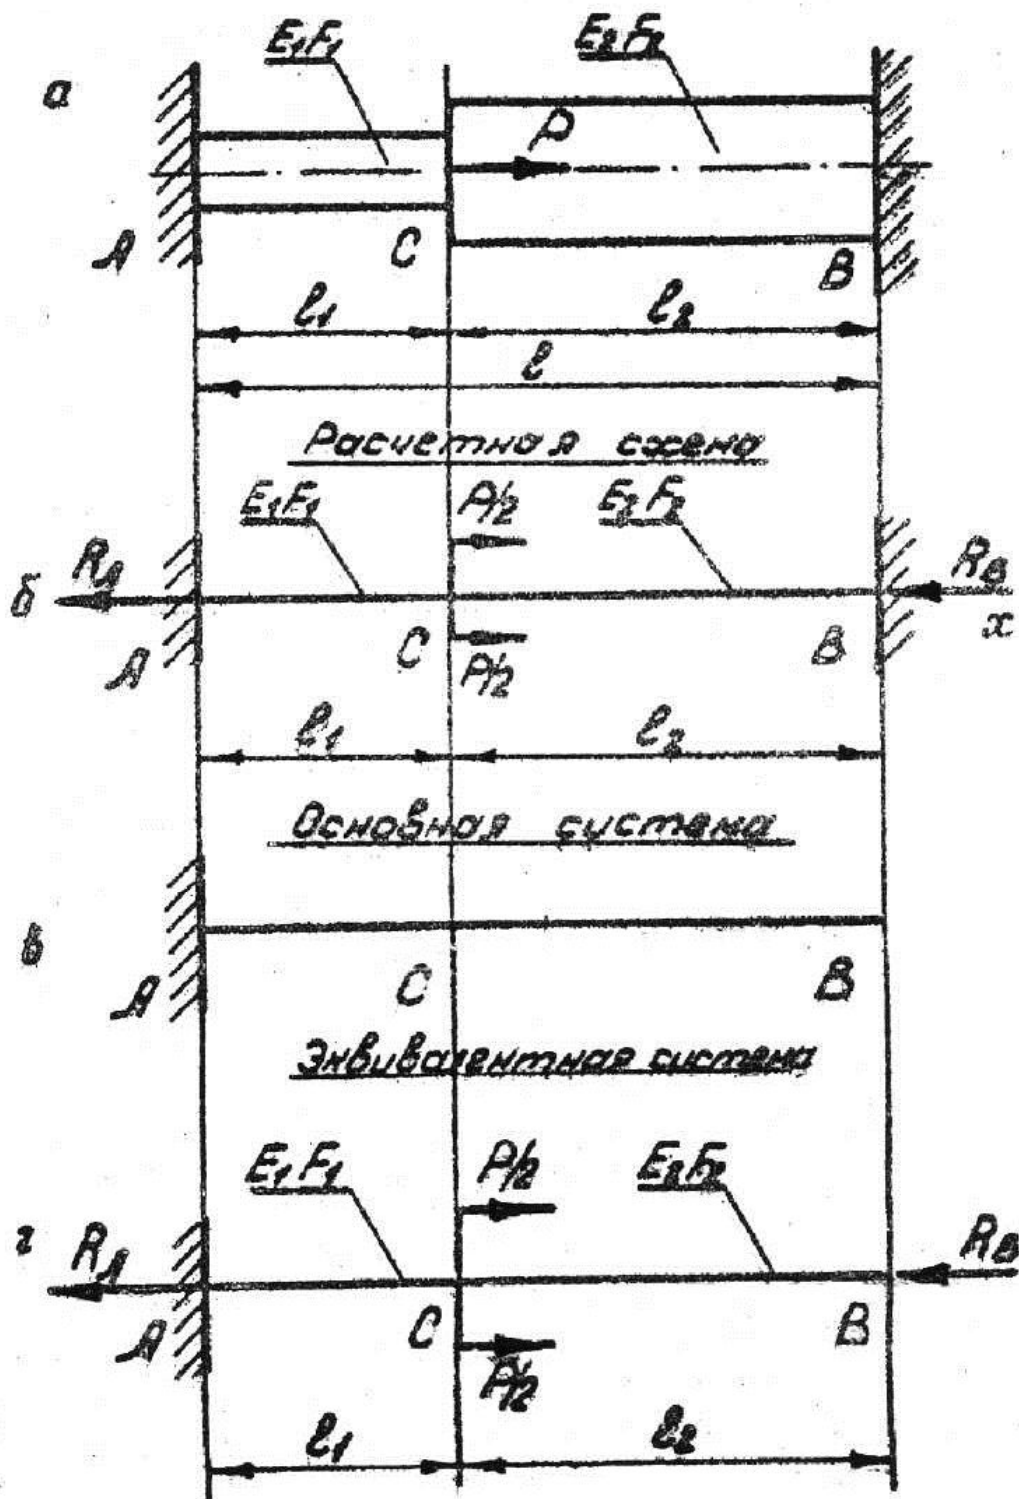 E₁F₁ E₂F₂
а
P
A C B
l₁ l₂
l
Расчетная схема
E₁F₁ P/2 E₂F₂
б R_A R_B
x
A C B
P/2
l₁ l₂
Основная система
в
A C B
Эквивалентная система
E₁F₁ P/2 E₂F₂
г R_A R_B
A C B
P/2
l₁ l₂